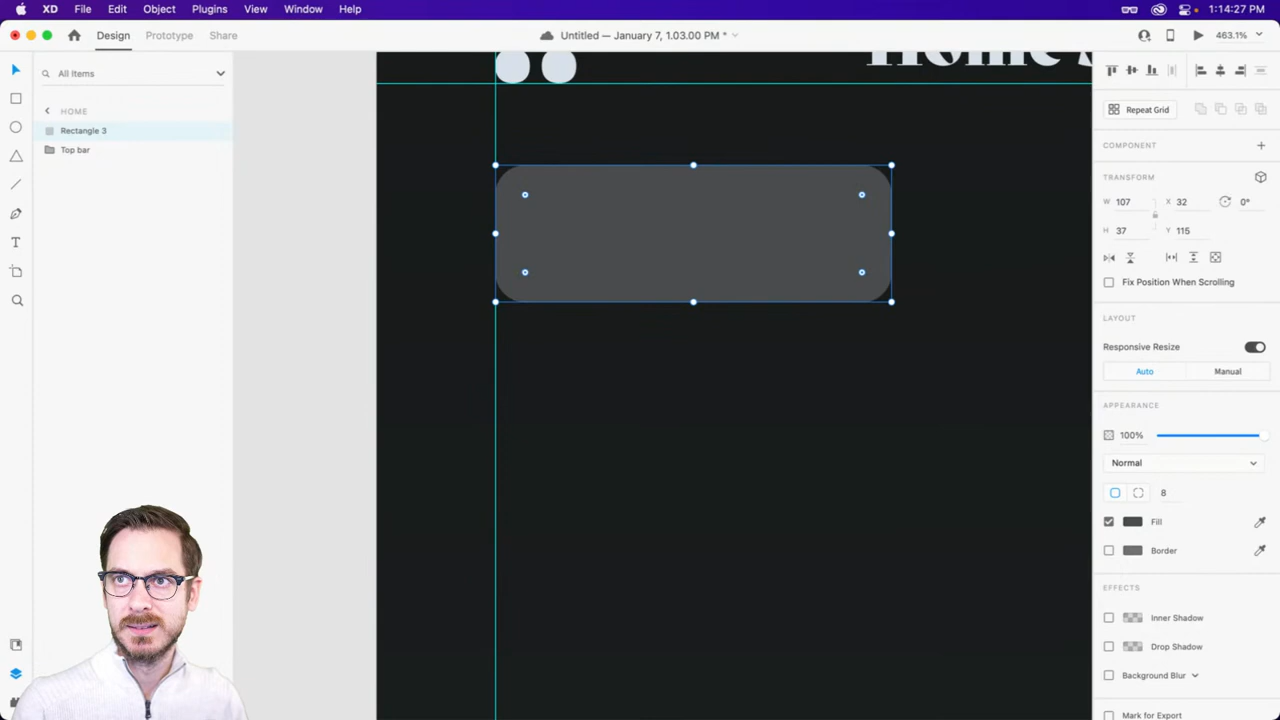 XD File Edit Object Plugins View Window Help
1:14:27 PM
Design Prototype Share
Untitled — January 7, 1.03.00 PM *
463.1%
Home's
All Items
HOME
Rectangle 3
Top bar
Repeat Grid
COMPONENT
TRANSFORM
W 107 X 32 0°
H 37 Y 115
Fix Position When Scrolling
LAYOUT
Responsive Resize
Auto Manual
APPEARANCE
100%
Normal
8
Fill
Border
EFFECTS
Inner Shadow
Drop Shadow
Background Blur
Mark for Export